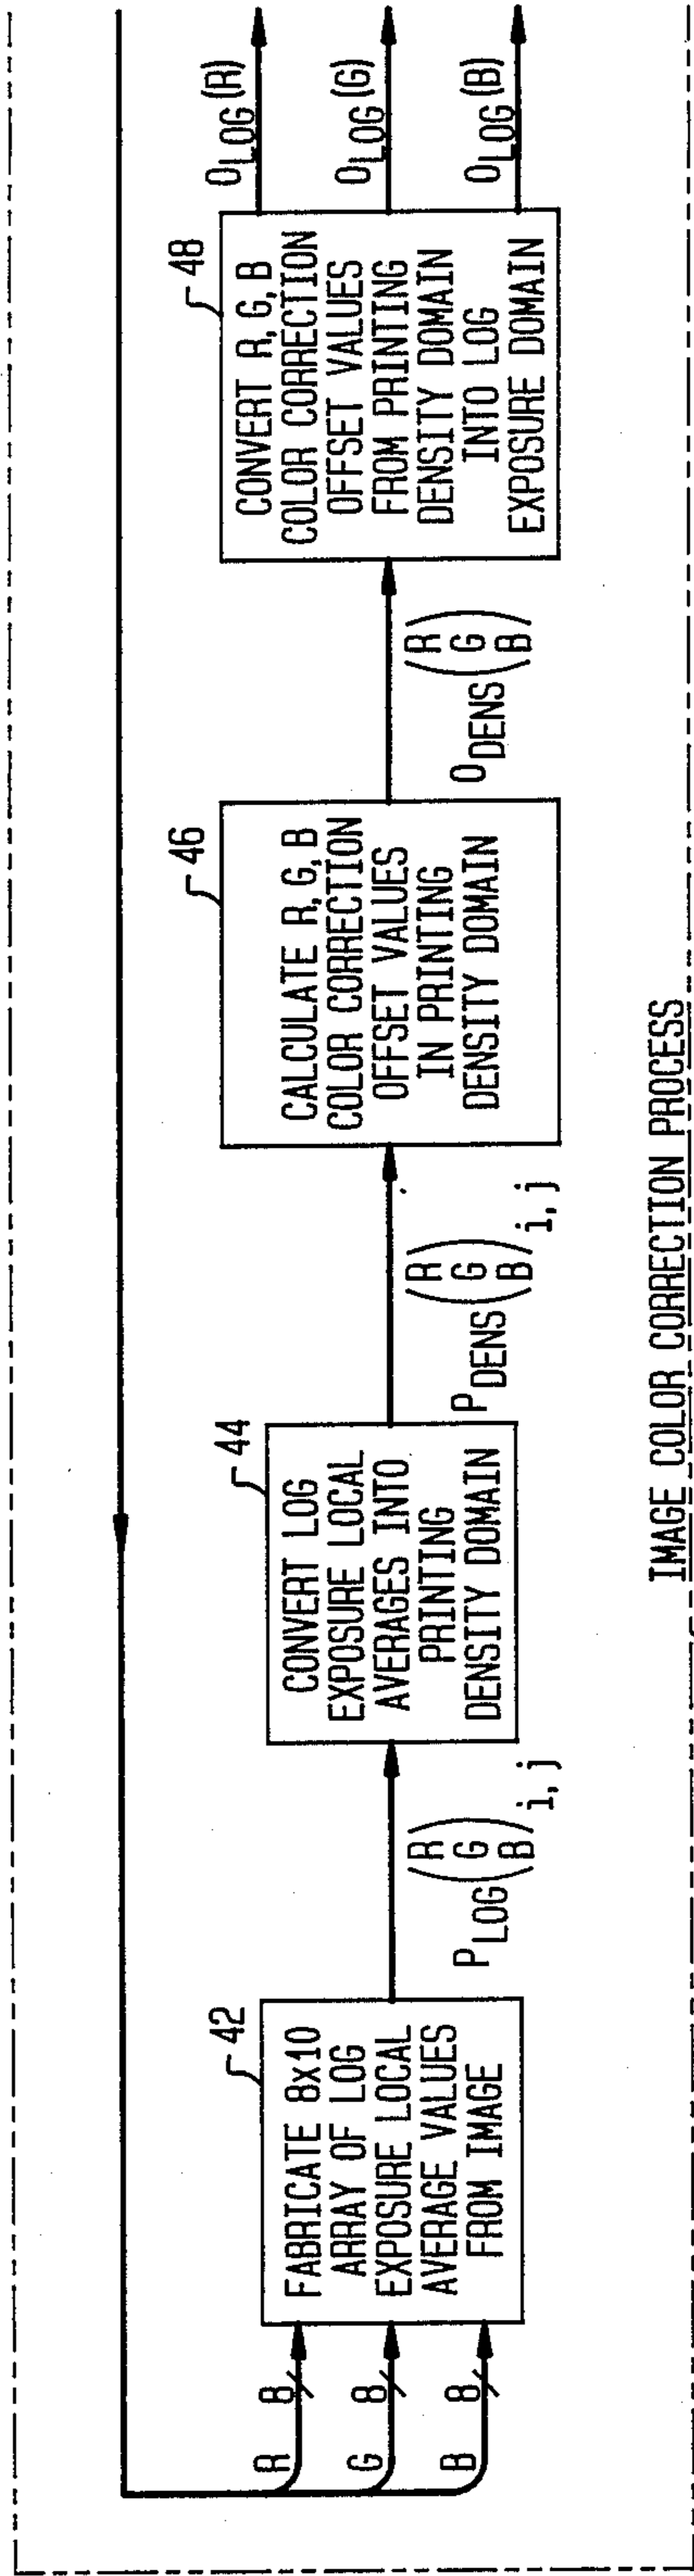 R 8
G 8
B 8
42
FABRICATE 8x10
ARRAY OF LOG
EXPOSURE LOCAL
AVERAGE VALUES
FROM IMAGE
P_LOG (R G B) i, j
44
CONVERT LOG
EXPOSURE LOCAL
AVERAGES INTO
PRINTING
DENSITY DOMAIN
P_DENS (R G B) i, j
46
CALCULATE R, G, B
COLOR CORRECTION
OFFSET VALUES
IN PRINTING
DENSITY DOMAIN
O_DENS (R G B)
48
CONVERT R, G, B
COLOR CORRECTION
OFFSET VALUES
FROM PRINTING
DENSITY DOMAIN
INTO LOG
EXPOSURE DOMAIN
O_LOG (R)
O_LOG (G)
O_LOG (B)
IMAGE COLOR CORRECTION PROCESS